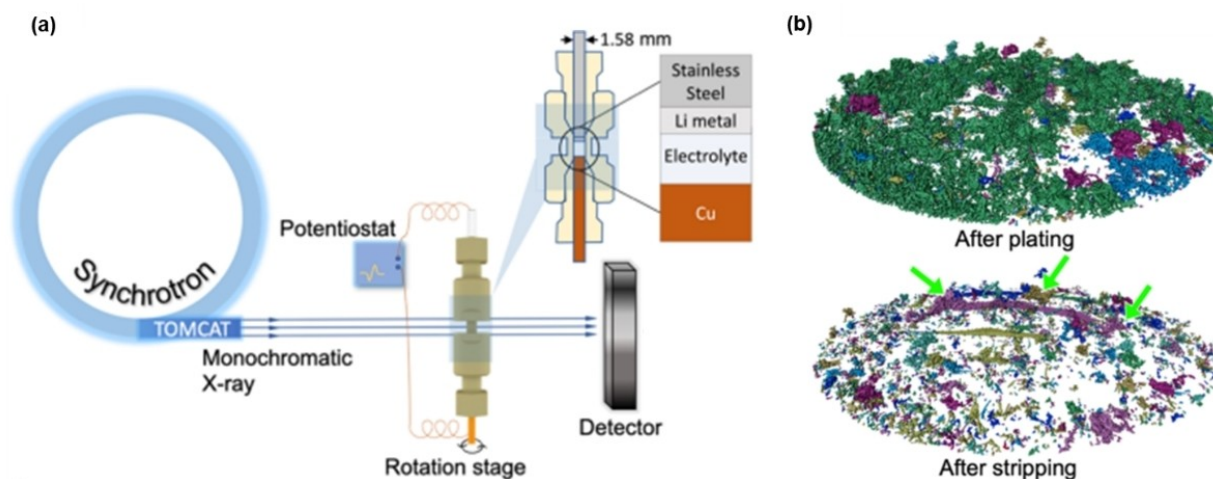 (a)
1.58 mm
Stainless
Steel
Li metal
Electrolyte
Cu
Potentiostat
Synchrotron
TOMCAT
Monochromatic
X-ray
Detector
Rotation stage
(b)
After plating
After stripping